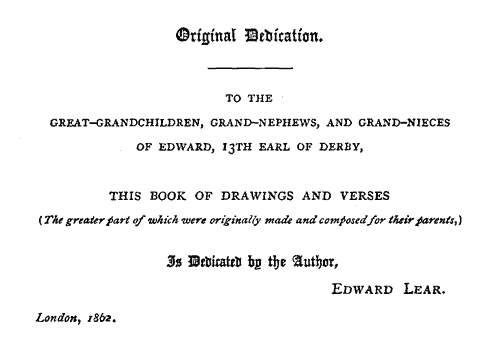 Original Dedication.
TO THE
GREAT-GRANDCHILDREN, GRAND-NEPHEWS, AND GRAND-NIECES
OF EDWARD, 13TH EARL OF DERBY,
THIS BOOK OF DRAWINGS AND VERSES
(The greater part of which were originally made and composed for their parents,)
Is Dedicated by the Author,
EDWARD LEAR.
London, 1862.